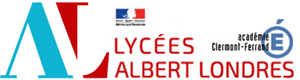 AL
LYCÉES
ALBERT LONDRES
académie
Clermont-Ferrand
É